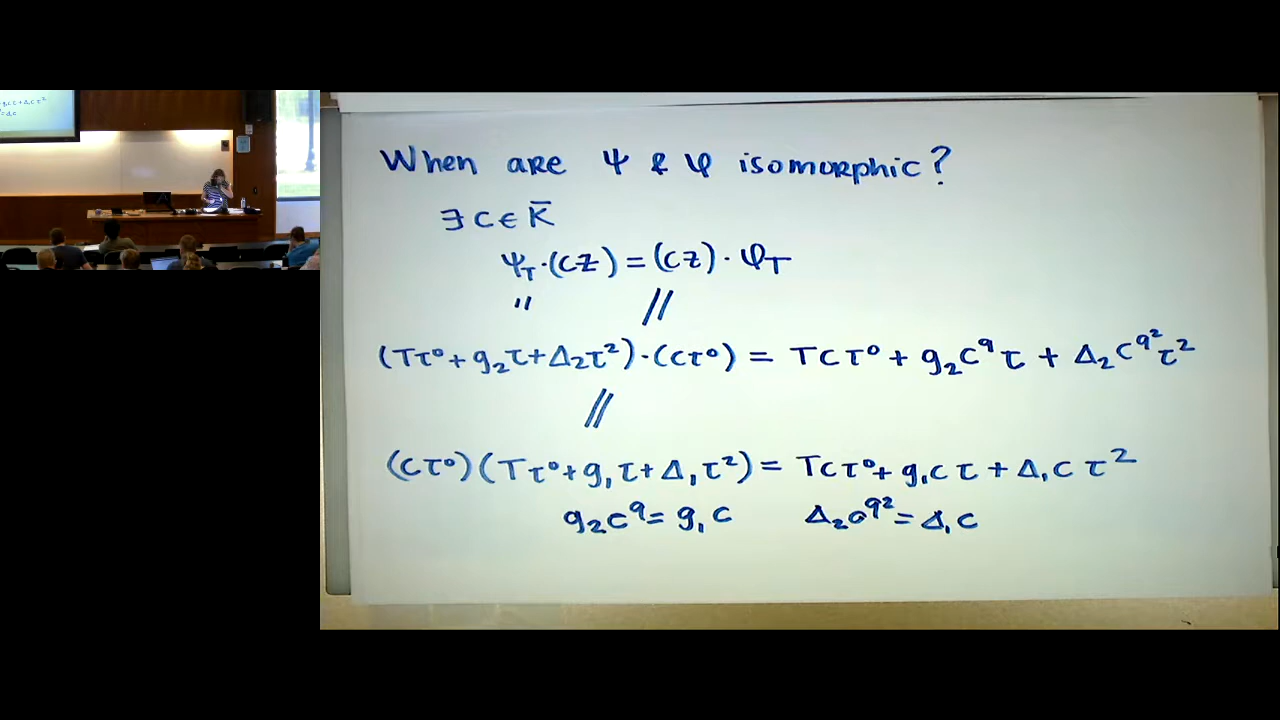 When are ψ & φ isomorphic?
∃ c ∈ K̄
ψ_T·(cz) = (cz)·φ_T
" //
(Tτ⁰+g₂τ+Δ₂τ²)·(cτ⁰) = Tcτ⁰ + g₂c^qτ + Δ₂c^{q²}τ²
//
(cτ⁰)(Tτ⁰+g₁τ+Δ₁τ²) = Tcτ⁰+g₁cτ+Δ₁cτ²
g₂c^q = g₁c Δ₂c^{q²} = Δ₁c